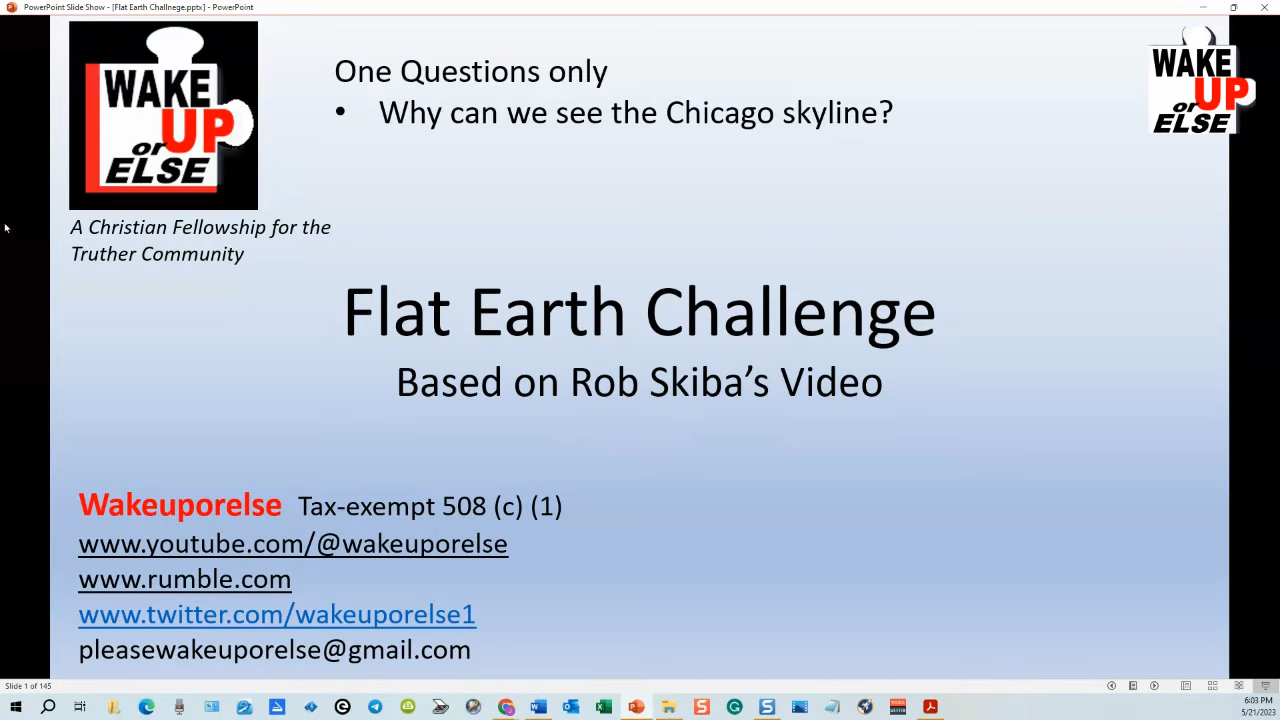 PowerPoint Slide Show - [Flat Earth Challnege.pptx] - PowerPoint
WAKE
UP
or
ELSE
One Questions only
• Why can we see the Chicago skyline?
WAKE
UP
or
ELSE
A Christian Fellowship for the
Truther Community
Flat Earth Challenge
Based on Rob Skiba’s Video
Wakeuporelse Tax-exempt 508 (c) (1)
www.youtube.com/@wakeuporelse
www.rumble.com
www.twitter.com/wakeuporelse1
pleasewakeuporelse@gmail.com
Slide 1 of 145
6:03 PM
5/21/2023